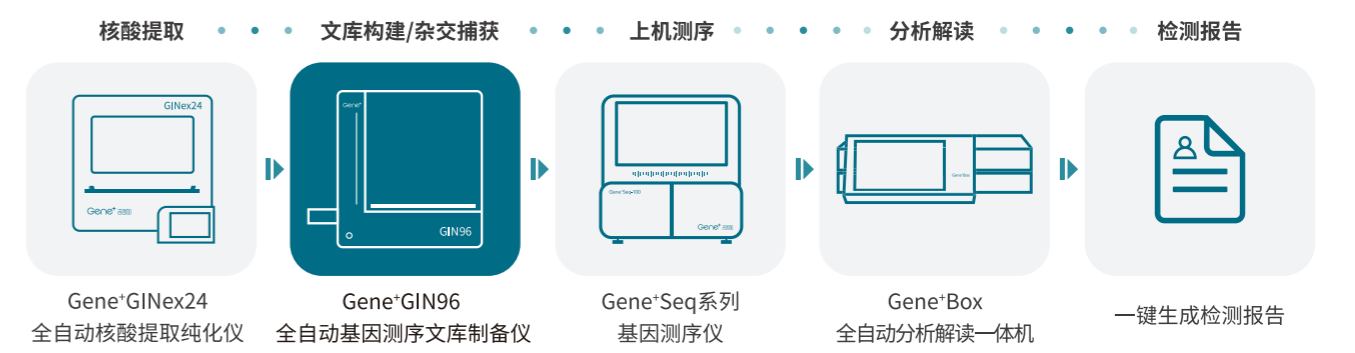 核酸提取
文库构建/杂交捕获
上机测序
分析解读
检测报告
GINex24
Gene+
Gene+
GIN96
Gene+Seq-100
Gene+
Gene+Box
Gene+GINex24
全自动核酸提取纯化仪
Gene+GIN96
全自动基因测序文库制备仪
Gene+Seq系列
基因测序仪
Gene+Box
全自动分析解读一体机
一键生成检测报告